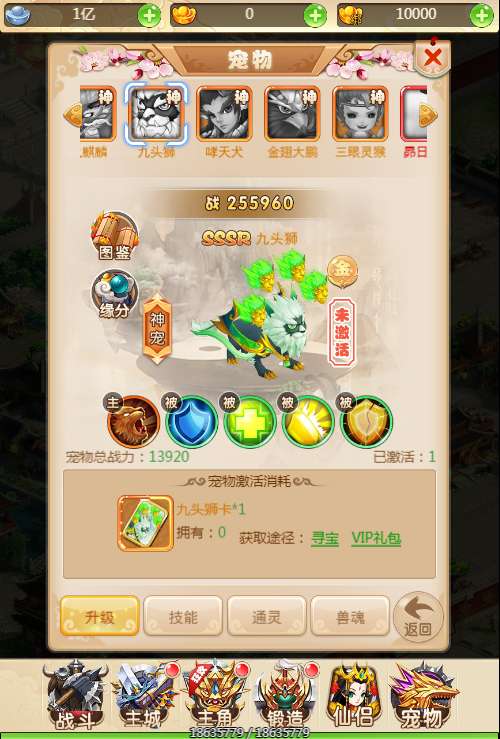 1亿
0
10000
宠物
神
神
神
神
神
麒麟
九头狮
哮天犬
金翅大鹏
三眼灵猴
昴日
战 255960
SSSR 九头狮
图鉴
金
缘分
神宠
未激活
主
被
被
被
被
宠物总战力：13920
已激活：1
宠物激活消耗
九头狮卡*1
拥有：0
获取途径：寻宝 VIP礼包
升级
技能
通灵
兽魂
返回
战斗
主城
主角
锻造
仙侣
宠物
18635779 / 18635779